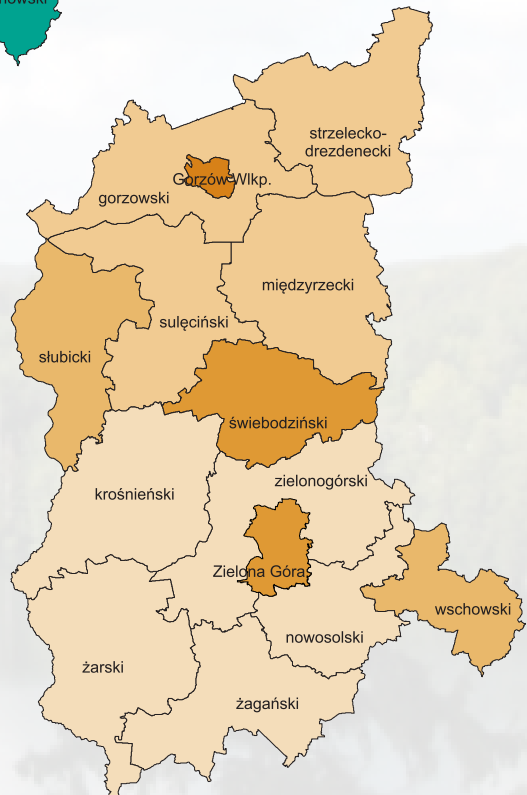 strzelecko-
drezdenecki
Gorzów Wlkp.
gorzowski
międzyrzecki
sulęciński
słubicki
świebodziński
zielonogórski
krośnieński
Zielona Góra
wschowski
nowosolski
żarski
żagański